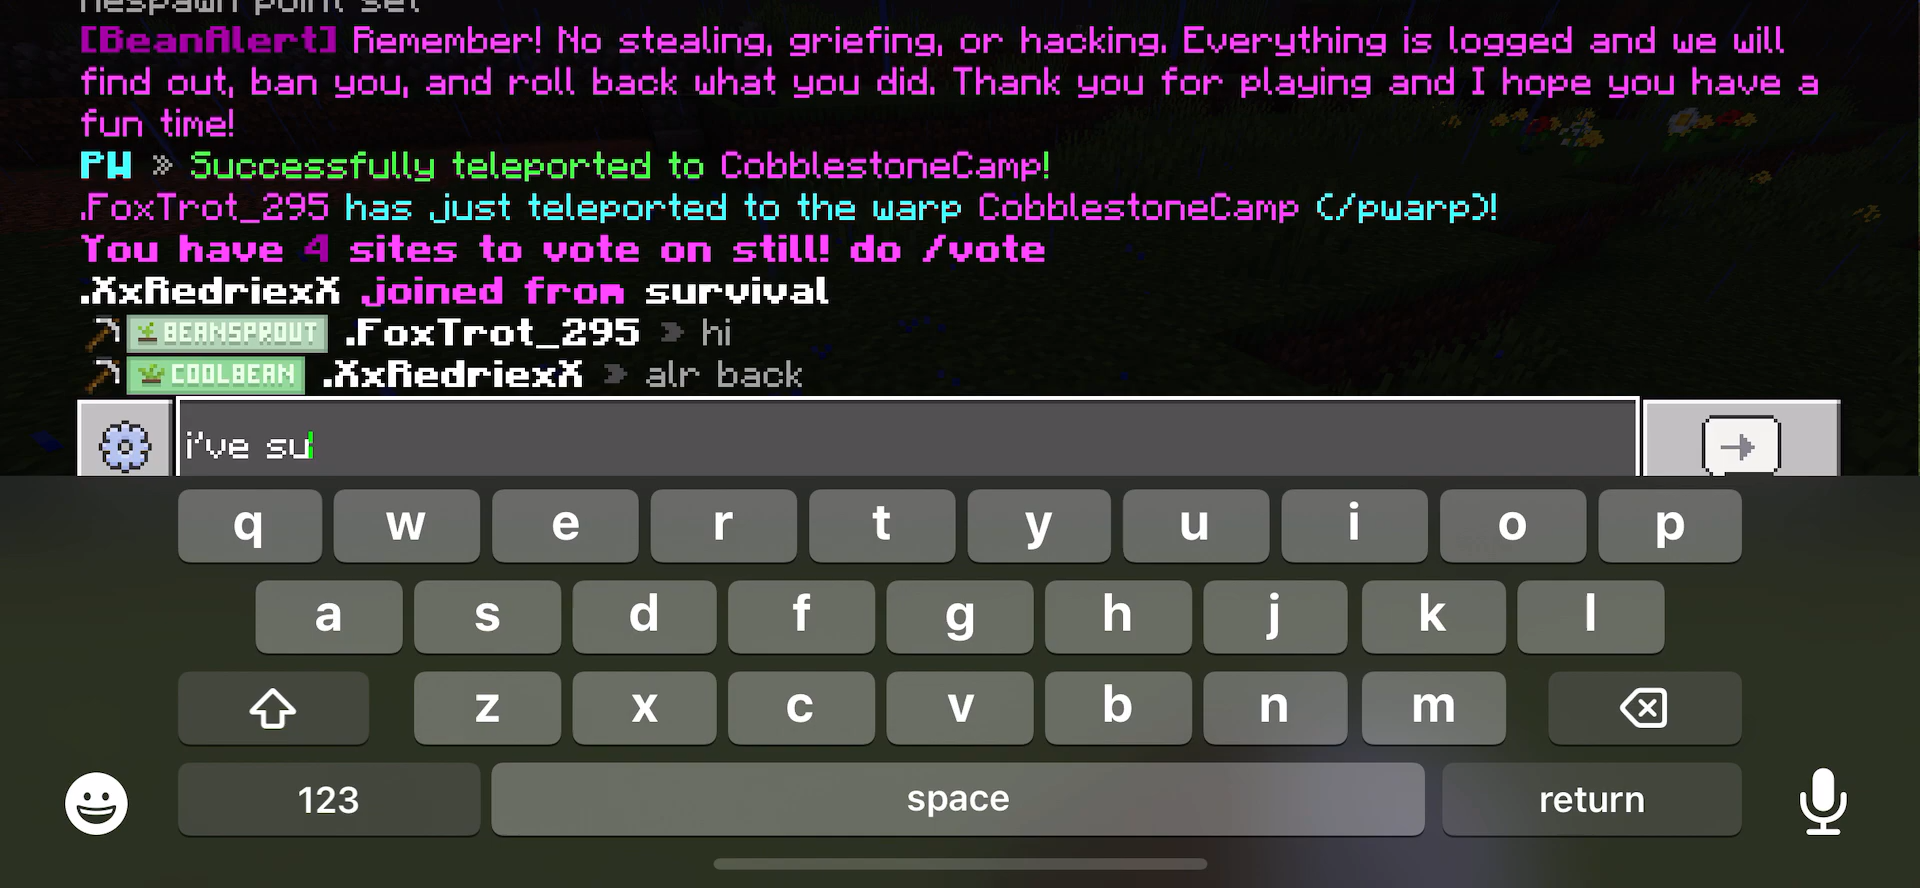 Respawn point set
[BeanAlert] Remember! No stealing, griefing, or hacking. Everything is logged and we will
find out, ban you, and roll back what you did. Thank you for playing and I hope you have a
fun time!
PW » Successfully teleported to CobblestoneCamp!
.FoxTrot_295 has just teleported to the warp CobblestoneCamp (/pwarp)!
You have 4 sites to vote on still! do /vote
.XxRedriexX joined from survival
BEANSPROUT .FoxTrot_295 » hi
COOLBEAN .XxRedriexX » alr back
i've su
q w e r t y u i o p
a s d f g h j k l
z x c v b n m
123 space return